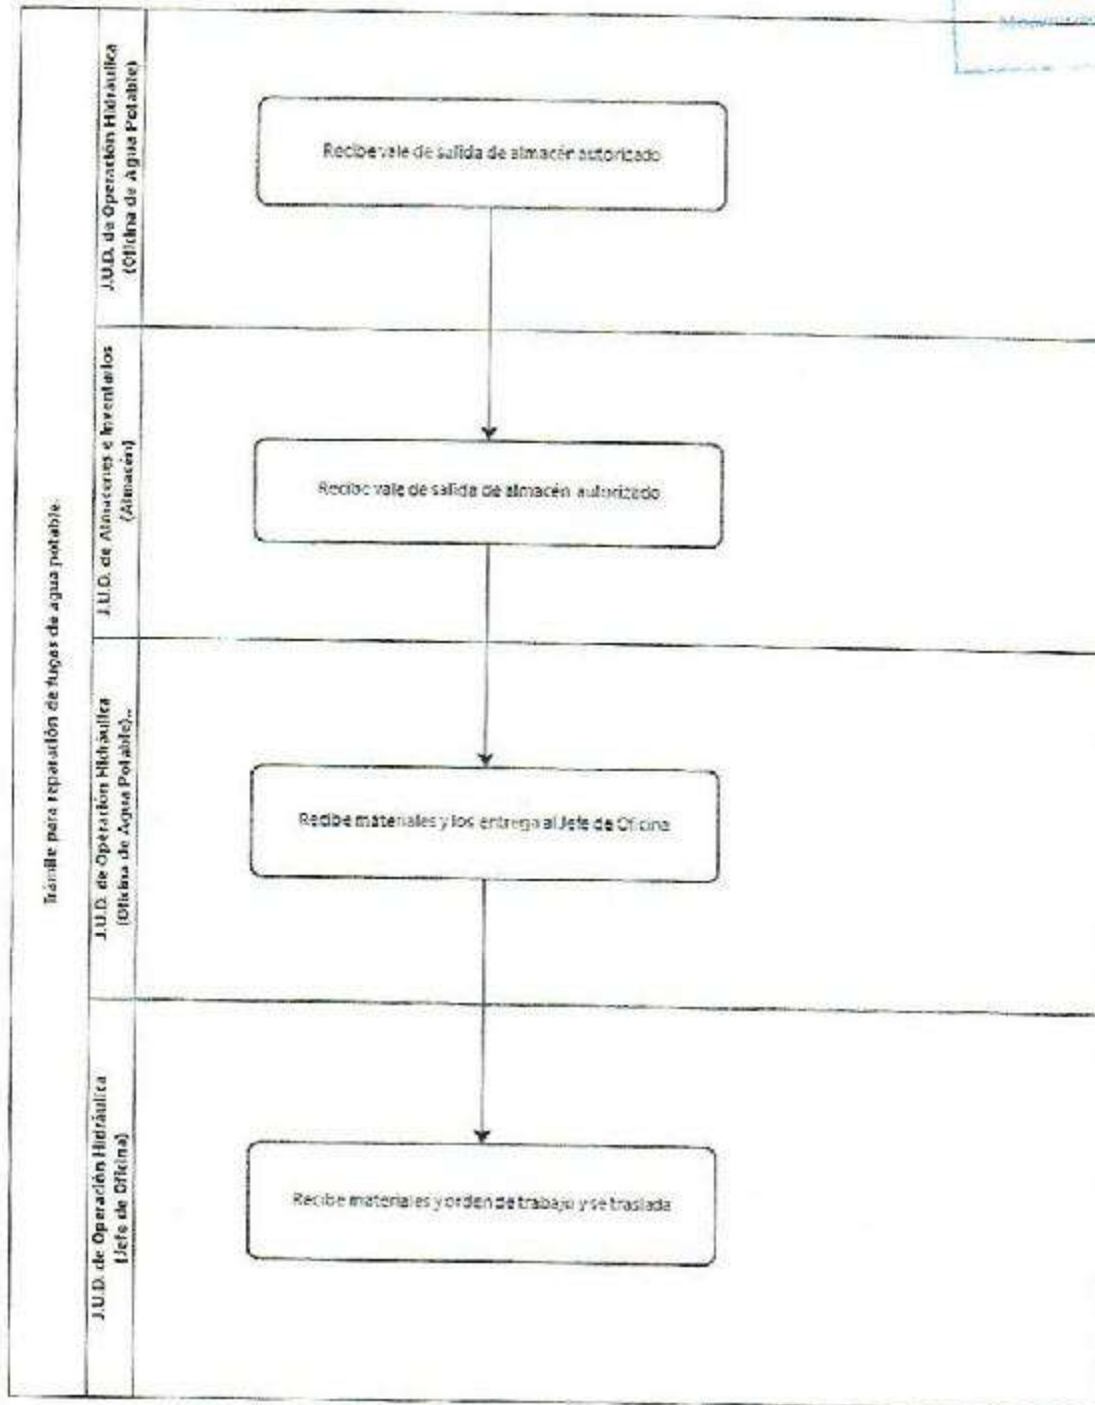 Trámite para reparación de fugas de agua potable.
J.U.D. de Operación Hidráulica
(Oficina de Agua Potable)
Recibe vale de salida de almacén autorizado
J.U.D. de Almacenes e Inventarios
(Almacén)
Recibe vale de salida de almacén autorizado
J.U.D. de Operación Hidráulica
(Oficina de Agua Potable)..
Recibe materiales y los entrega al Jefe de Oficina
J.U.D. de Operación Hidráulica
(Jefe de Oficina)
Recibe materiales y orden de trabajo y se traslada